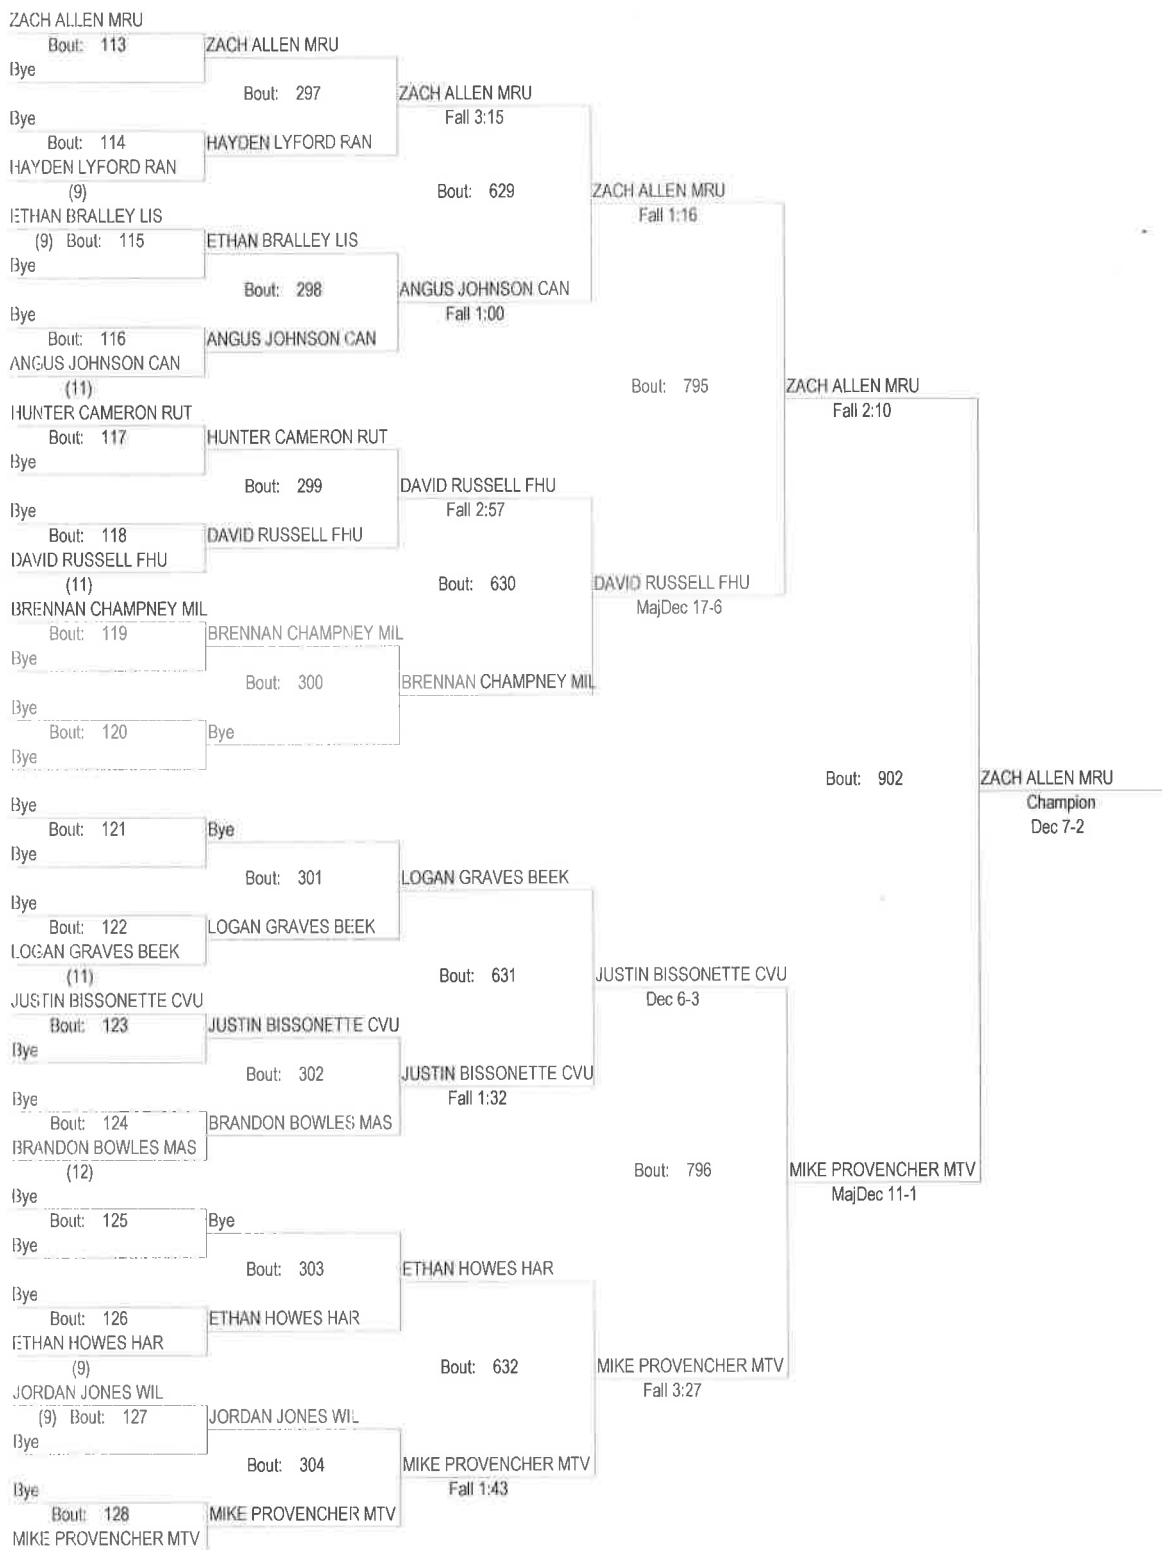 ZACH ALLEN MRU
Bout: 113
ZACH ALLEN MRU
Bye
Bout: 297
ZACH ALLEN MRU
Fall 3:15
Bye
Bout: 114
HAYDEN LYFORD RAN
HAYDEN LYFORD RAN
(9)
Bout: 629
ZACH ALLEN MRU
Fall 1:16
ETHAN BRALLEY LIS
(9) Bout: 115
ETHAN BRALLEY LIS
Bye
Bout: 298
ANGUS JOHNSON CAN
Fall 1:00
Bye
Bout: 116
ANGUS JOHNSON CAN
ANGUS JOHNSON CAN
(11)
Bout: 795
ZACH ALLEN MRU
Fall 2:10
HUNTER CAMERON RUT
Bout: 117
HUNTER CAMERON RUT
Bye
Bout: 299
DAVID RUSSELL FHU
Fall 2:57
Bye
Bout: 118
DAVID RUSSELL FHU
DAVID RUSSELL FHU
(11)
Bout: 630
DAVID RUSSELL FHU
MajDec 17-6
BRENNAN CHAMPNEY MIL
Bout: 119
BRENNAN CHAMPNEY MIL
Bye
Bout: 300
BRENNAN CHAMPNEY MIL
Bye
Bout: 120
Bye
Bye
Bout: 902
ZACH ALLEN MRU
Champion
Dec 7-2
Bye
Bout: 121
Bye
Bye
Bout: 301
LOGAN GRAVES BEEK
Bye
Bout: 122
LOGAN GRAVES BEEK
LOGAN GRAVES BEEK
(11)
Bout: 631
JUSTIN BISSONETTE CVU
Dec 6-3
JUSTIN BISSONETTE CVU
Bout: 123
JUSTIN BISSONETTE CVU
Bye
Bout: 302
JUSTIN BISSONETTE CVU
Fall 1:32
Bye
Bout: 124
BRANDON BOWLES MAS
BRANDON BOWLES MAS
(12)
Bout: 796
MIKE PROVENCHER MTV
MajDec 11-1
Bye
Bout: 125
Bye
Bye
Bout: 303
ETHAN HOWES HAR
Bye
Bout: 126
ETHAN HOWES HAR
ETHAN HOWES HAR
(9)
Bout: 632
MIKE PROVENCHER MTV
Fall 3:27
JORDAN JONES WIL
(9) Bout: 127
JORDAN JONES WIL
Bye
Bout: 304
MIKE PROVENCHER MTV
Fall 1:43
Bye
Bout: 128
MIKE PROVENCHER MTV
MIKE PROVENCHER MTV